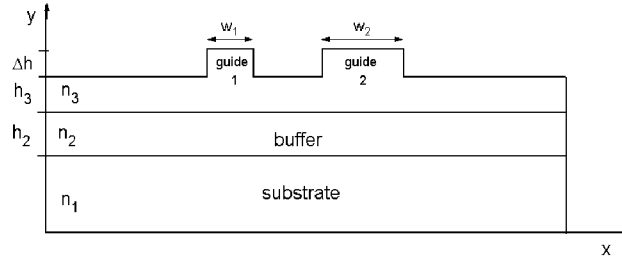 y
w₁ w₂
Δh guide 1 guide 2
h₃ n₃
h₂ n₂ buffer
n₁ substrate
x